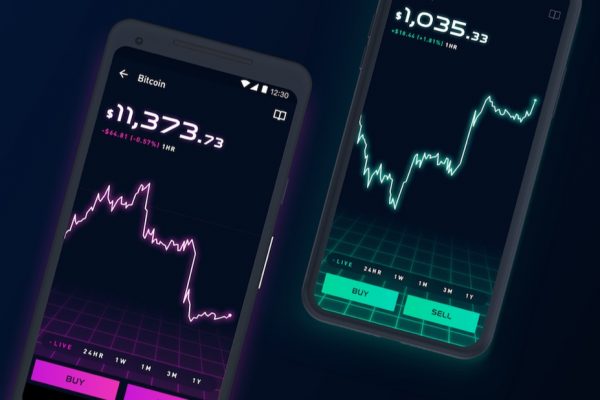 12:30
Bitcoin
$11,373.73
-$64.81 (-0.57%) 1HR
• LIVE 24HR 1W 1M 3M 1Y
BUY
$1,035.33
+$18.44 (+1.81%) 1HR
• LIVE 24HR 1W 1M 3M 1Y
BUY SELL